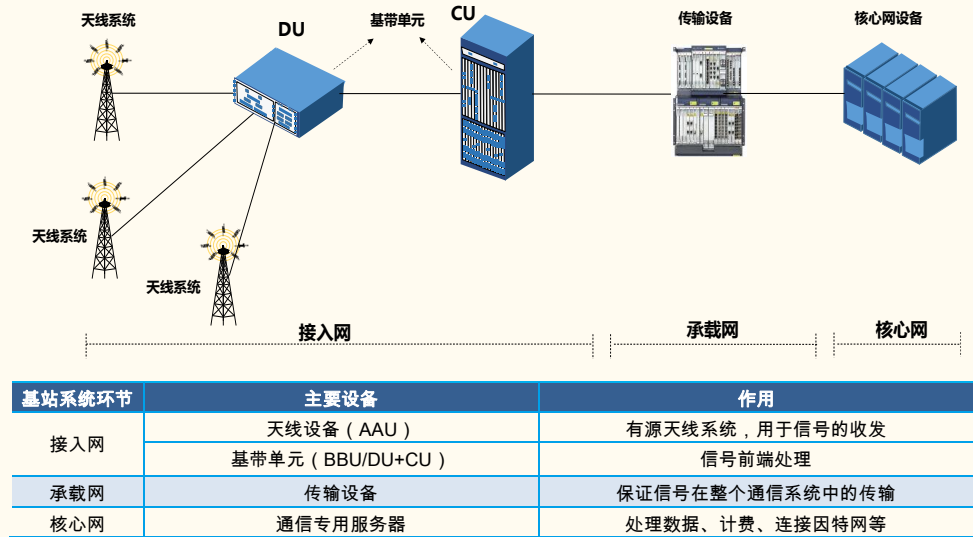 天线系统
DU
基带单元
CU
传输设备
核心网设备
天线系统
天线系统
接入网
承载网
核心网
基站系统环节 主要设备 作用
接入网 天线设备（AAU） 有源天线系统，用于信号的收发
基带单元（BBU/DU+CU） 信号前端处理
承载网 传输设备 保证信号在整个通信系统中的传输
核心网 通信专用服务器 处理数据、计费、连接因特网等